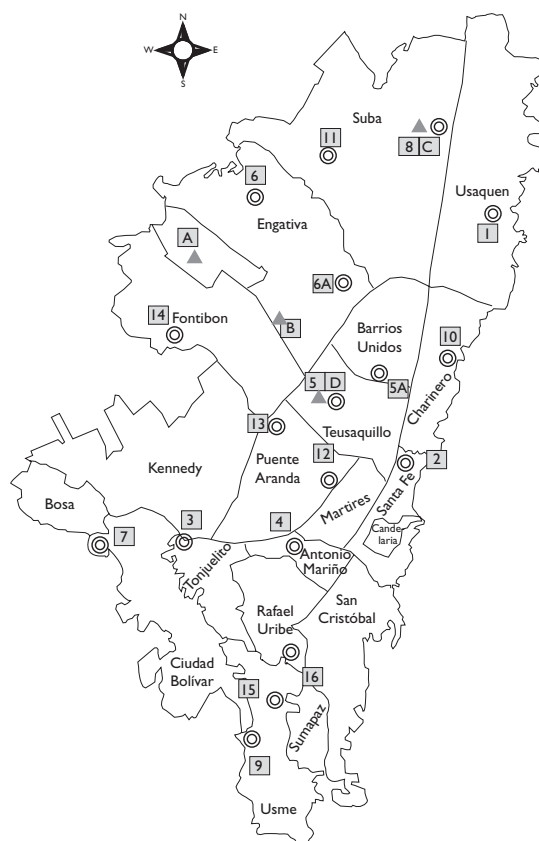 N
W E
S
Suba
11
8 C
6
Usaquen
Engativa
1
A
6A
14 Fontibon
B
Barrios
Unidos
10
5 D
5A
Charinero
13
Teusaquillo
12
Kennedy
Puente
Aranda
2
Santa Fe
Bosa
Martires
Cande-
laria
7
3
4
Tonjuelito
Antonio
Mariño
Rafael
Uribe
San
Cristóbal
Ciudad
Bolívar
15
16
Sumapaz
9
Usme